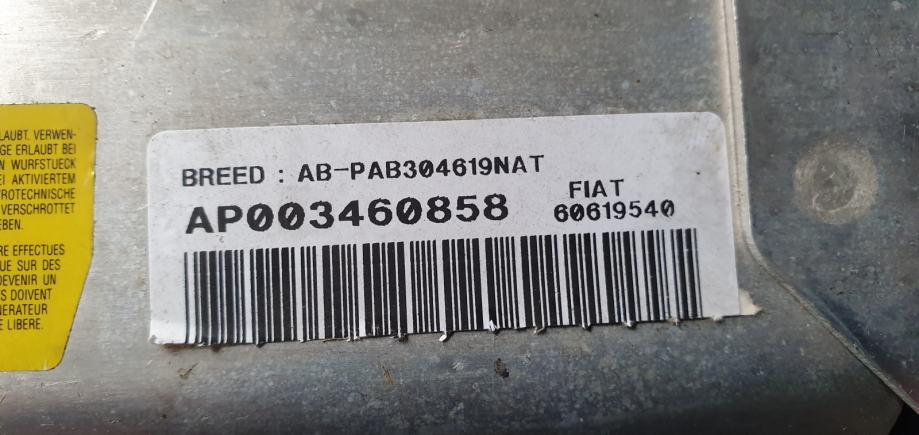 LAUBT. VERWEN-
GE ERLAUBT BEI
N WURFSTUECK
EI AKTIVIERTEM
ROTECHNISCHE
VERSCHROTTET
EBEN.
RE EFFECTUES
UE SUR DES
DEVENIR UN
S DOIVENT
NERATEUR
E LIBERE.
BREED : AB-PAB304619NAT
FIAT
AP003460858 60619540